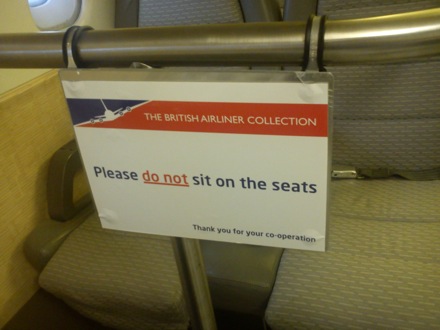 THE BRITISH AIRLINER COLLECTION
Please do not sit on the seats
Thank you for your co-operation